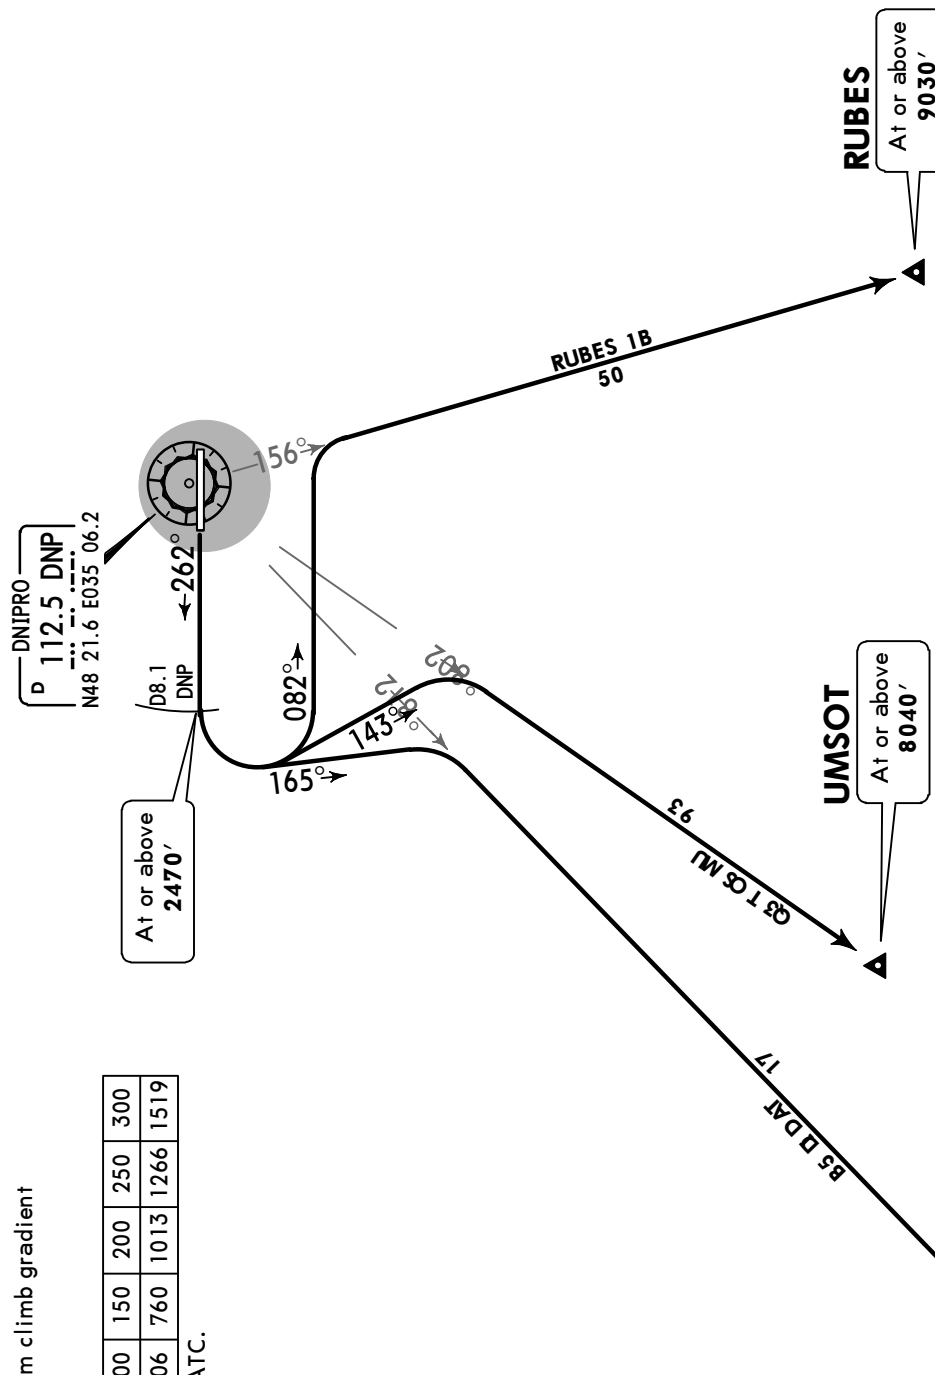 DNIPRO
D 112.5 DNP
N48 21.6 E035 06.2
262°
156°
D8.1
DNP
At or above
2470′
082°
143°
165°
208°
RUBES 1B
50
RUBES
At or above
9030′
UMSOT
At or above
8040′
93
17
m climb gradient
00 150 200 250 300
06 760 1013 1266 1519
ATC.